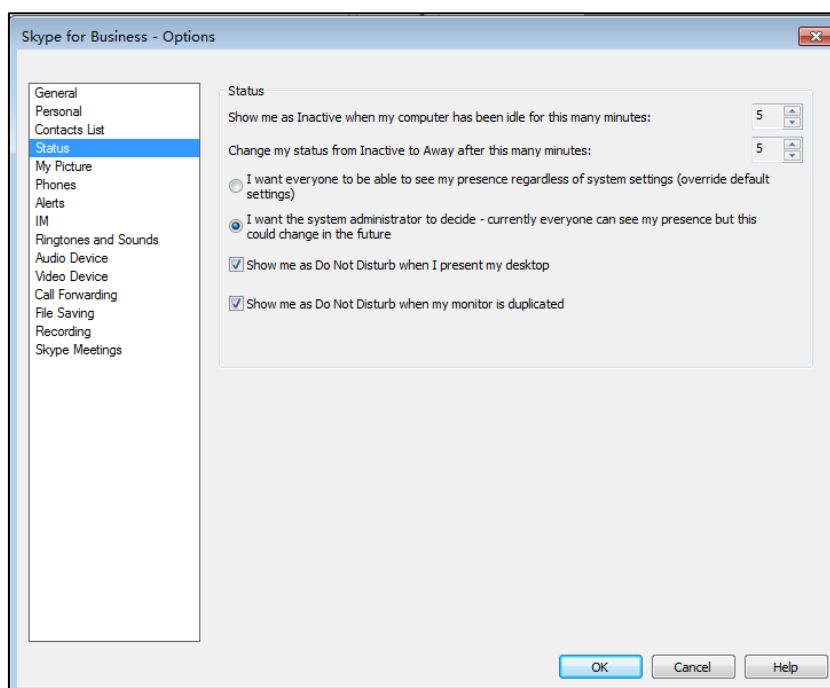 Skype for Business - Options
General
Personal
Contacts List
Status
My Picture
Phones
Alerts
IM
Ringtones and Sounds
Audio Device
Video Device
Call Forwarding
File Saving
Recording
Skype Meetings
Status
Show me as Inactive when my computer has been idle for this many minutes: 5
Change my status from Inactive to Away after this many minutes: 5
I want everyone to be able to see my presence regardless of system settings (override default
settings)
I want the system administrator to decide - currently everyone can see my presence but this
could change in the future
Show me as Do Not Disturb when I present my desktop
Show me as Do Not Disturb when my monitor is duplicated
OK Cancel Help